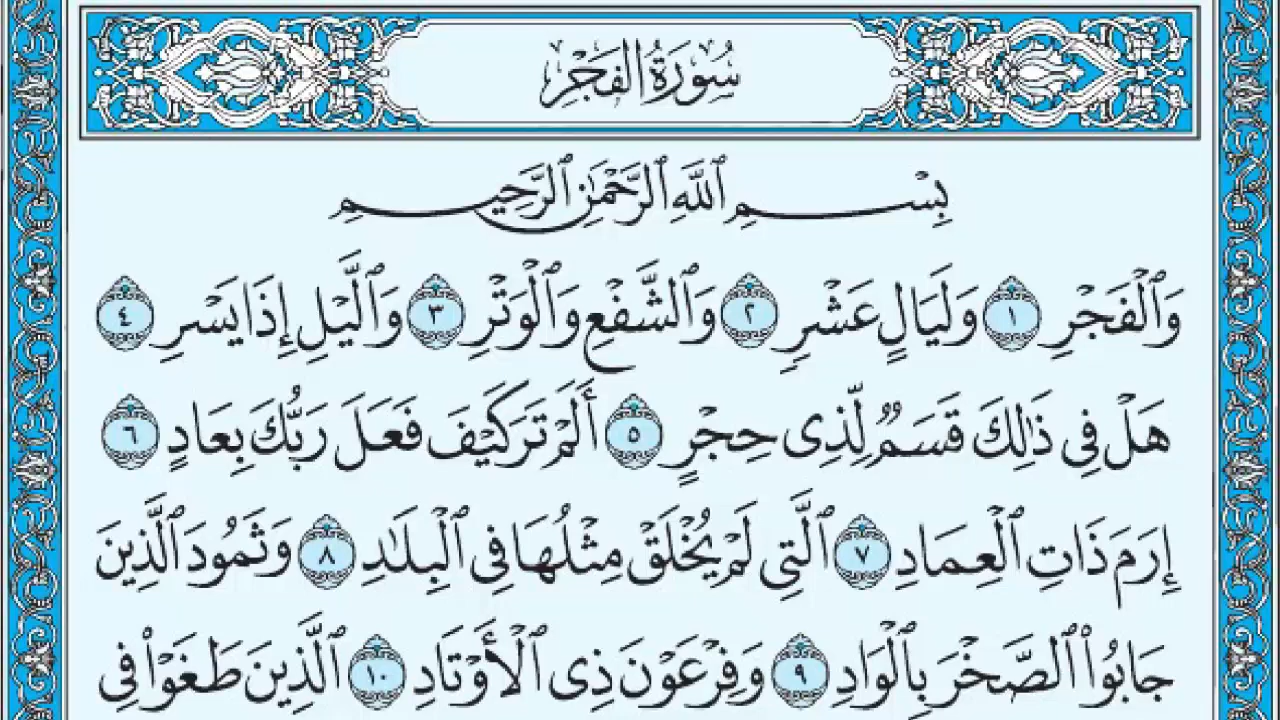 سُورَةُ الفَجْرِ
بِسْمِ ٱللَّهِ ٱلرَّحْمَٰنِ ٱلرَّحِيمِ
وَٱلْفَجْرِ ١ وَلَيَالٍ عَشْرٍ ٢ وَٱلشَّفْعِ وَٱلْوَتْرِ ٣ وَٱلَّيْلِ إِذَا يَسْرِ ٤
هَلْ فِى ذَٰلِكَ قَسَمٌ لِّذِى حِجْرٍ ٥ أَلَمْ تَرَ كَيْفَ فَعَلَ رَبُّكَ بِعَادٍ ٦
إِرَمَ ذَاتِ ٱلْعِمَادِ ٧ ٱلَّتِى لَمْ يُخْلَقْ مِثْلُهَا فِى ٱلْبِلَٰدِ ٨ وَثَمُودَ ٱلَّذِينَ
جَابُوا۟ ٱلصَّخْرَ بِٱلْوَادِ ٩ وَفِرْعَوْنَ ذِى ٱلْأَوْتَادِ ١٠ ٱلَّذِينَ طَغَوْا۟ فِى